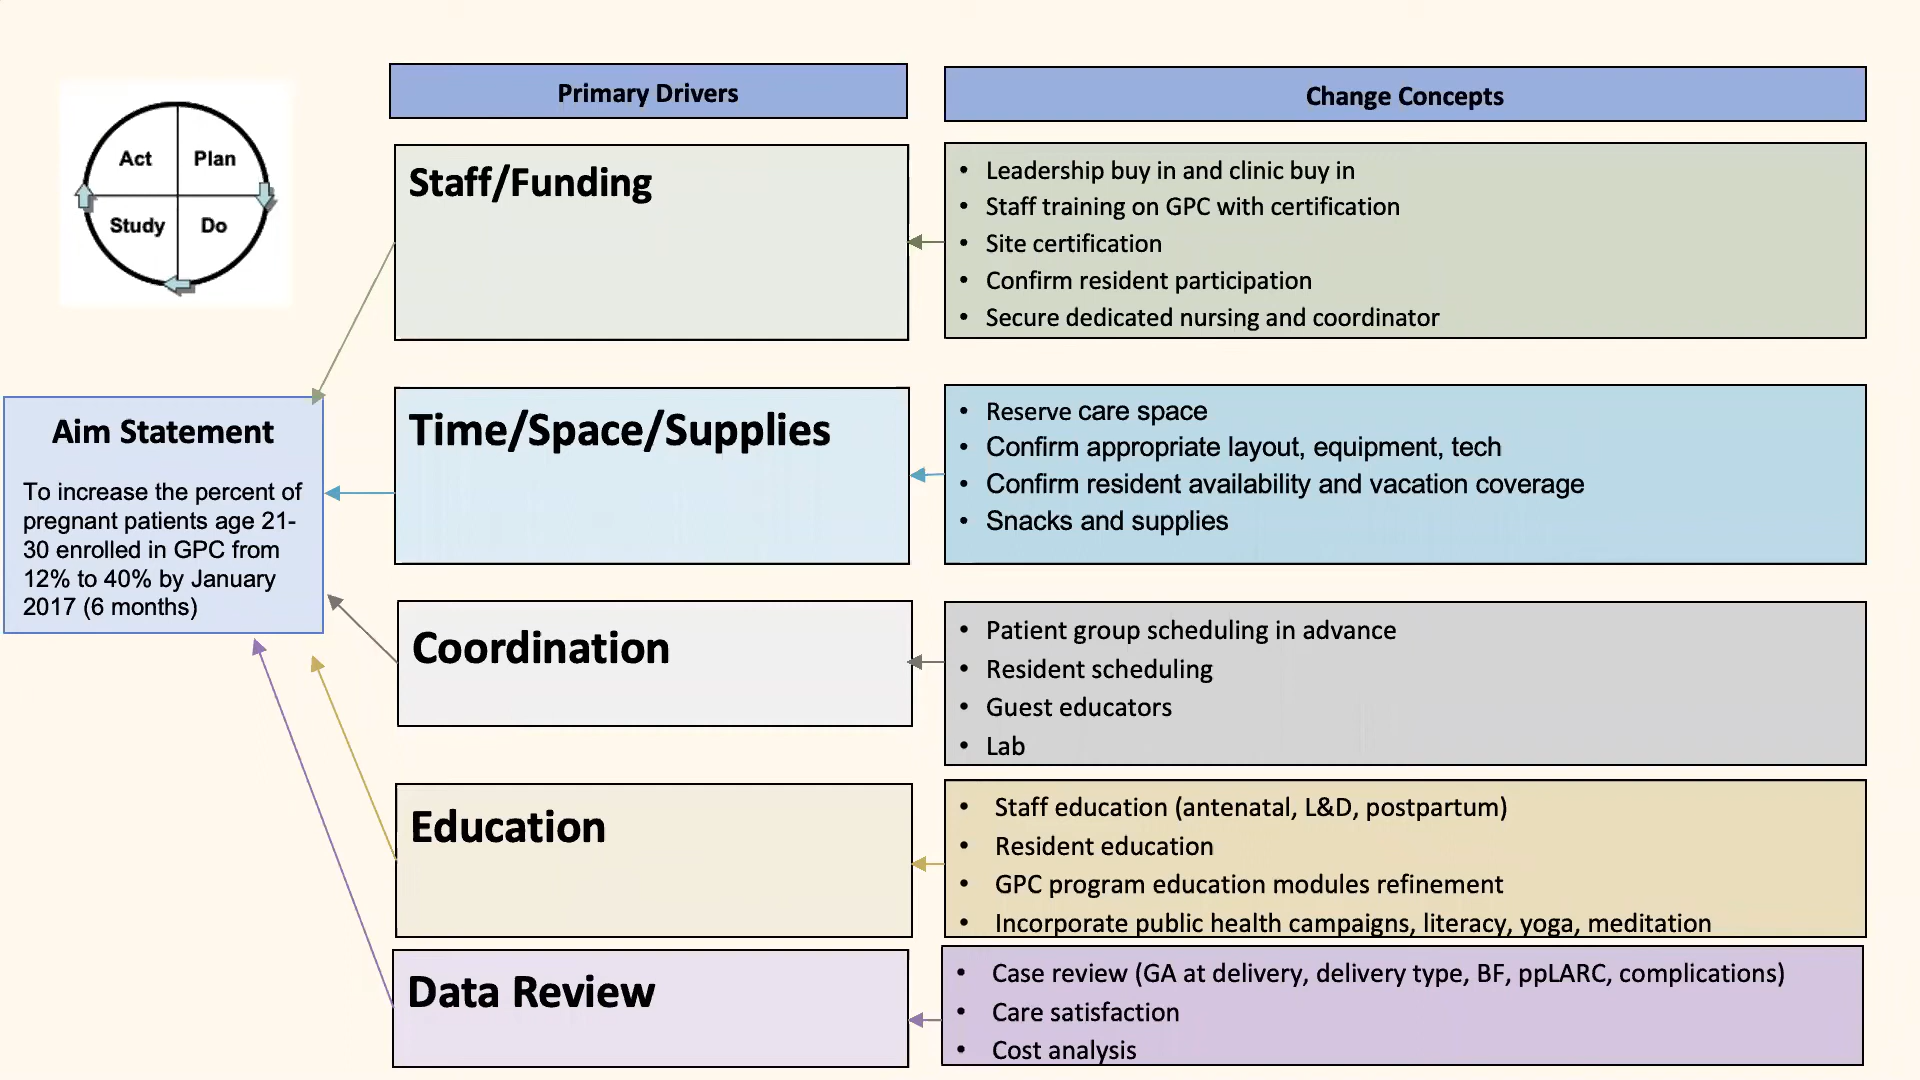 Act Plan
Study Do
Aim Statement
To increase the percent of
pregnant patients age 21-
30 enrolled in GPC from
12% to 40% by January
2017 (6 months)
Primary Drivers
Change Concepts
Staff/Funding
• Leadership buy in and clinic buy in
• Staff training on GPC with certification
• Site certification
• Confirm resident participation
• Secure dedicated nursing and coordinator
Time/Space/Supplies
• Reserve care space
• Confirm appropriate layout, equipment, tech
• Confirm resident availability and vacation coverage
• Snacks and supplies
Coordination
• Patient group scheduling in advance
• Resident scheduling
• Guest educators
• Lab
Education
• Staff education (antenatal, L&D, postpartum)
• Resident education
• GPC program education modules refinement
• Incorporate public health campaigns, literacy, yoga, meditation
Data Review
• Case review (GA at delivery, delivery type, BF, ppLARC, complications)
• Care satisfaction
• Cost analysis